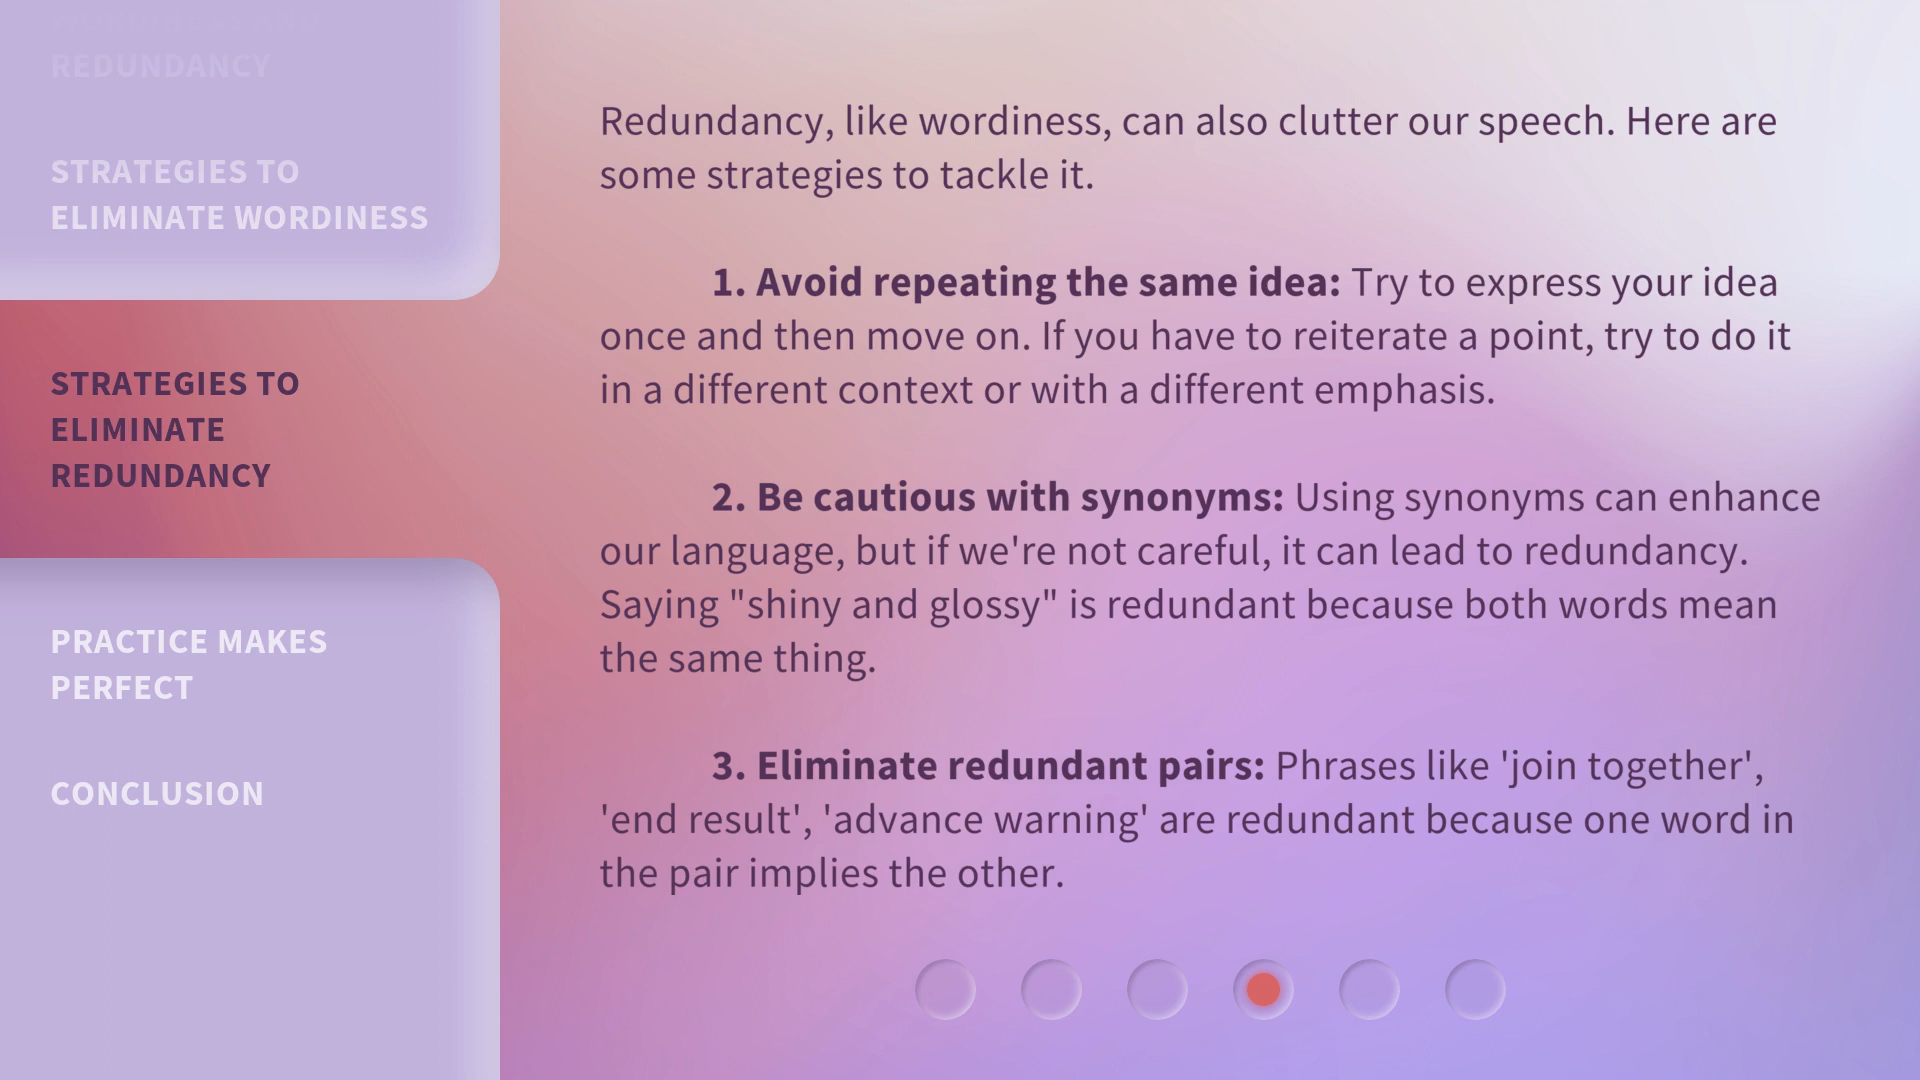 REDUNDANCY
STRATEGIES TO
ELIMINATE WORDINESS
STRATEGIES TO
ELIMINATE
REDUNDANCY
PRACTICE MAKES
PERFECT
CONCLUSION
Redundancy, like wordiness, can also clutter our speech. Here are
some strategies to tackle it.
1. Avoid repeating the same idea: Try to express your idea
once and then move on. If you have to reiterate a point, try to do it
in a different context or with a different emphasis.
2. Be cautious with synonyms: Using synonyms can enhance
our language, but if we're not careful, it can lead to redundancy.
Saying "shiny and glossy" is redundant because both words mean
the same thing.
3. Eliminate redundant pairs: Phrases like 'join together',
'end result', 'advance warning' are redundant because one word in
the pair implies the other.